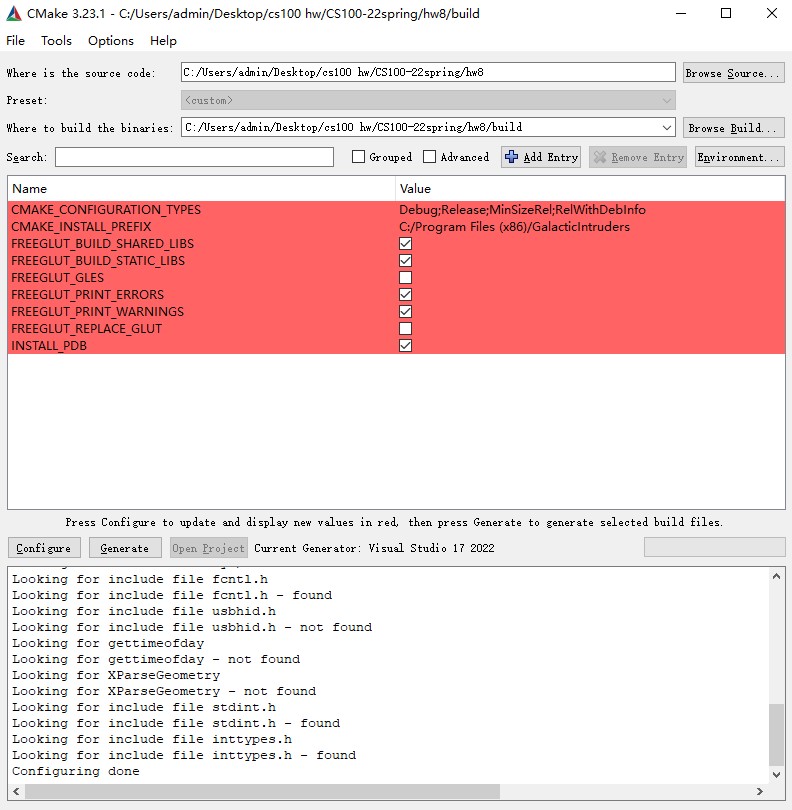 CMake 3.23.1 - C:/Users/admin/Desktop/cs100 hw/CS100-22spring/hw8/build
File Tools Options Help
Where is the source code: C:/Users/admin/Desktop/cs100 hw/CS100-22spring/hw8 Browse Source...
Preset: <custom>
Where to build the binaries: C:/Users/admin/Desktop/cs100 hw/CS100-22spring/hw8/build Browse Build...
Search: Grouped Advanced Add Entry Remove Entry Environment...
Name Value
CMAKE_CONFIGURATION_TYPES Debug;Release;MinSizeRel;RelWithDebInfo
CMAKE_INSTALL_PREFIX C:/Program Files (x86)/GalacticIntruders
FREEGLUT_BUILD_SHARED_LIBS
FREEGLUT_BUILD_STATIC_LIBS
FREEGLUT_GLES
FREEGLUT_PRINT_ERRORS
FREEGLUT_PRINT_WARNINGS
FREEGLUT_REPLACE_GLUT
INSTALL_PDB
Press Configure to update and display new values in red, then press Generate to generate selected build files.
Configure Generate Open Project Current Generator: Visual Studio 17 2022
Looking for include file fcntl.h
Looking for include file fcntl.h - found
Looking for include file usbhid.h
Looking for include file usbhid.h - not found
Looking for gettimeofday
Looking for gettimeofday - not found
Looking for XParseGeometry
Looking for XParseGeometry - not found
Looking for include file stdint.h
Looking for include file stdint.h - found
Looking for include file inttypes.h
Looking for include file inttypes.h - found
Configuring done